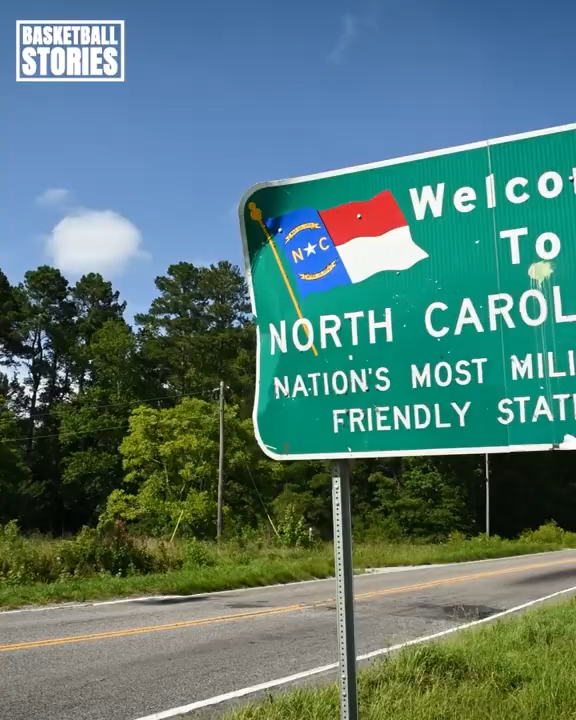 BASKETBALL
STORIES
Welco
To
N C
NORTH CAROL
NATION'S MOST MILI
FRIENDLY STAT